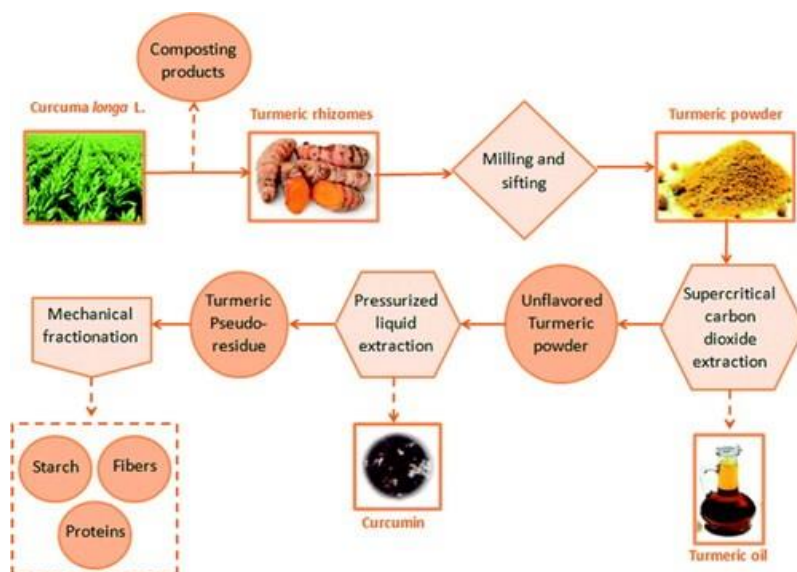 Composting
products
Curcuma longa L.
Turmeric rhizomes
Milling and
sifting
Turmeric powder
Mechanical
fractionation
Turmeric
Pseudo-
residue
Pressurized
liquid
extraction
Unflavored
Turmeric
powder
Supercritical
carbon
dioxide
extraction
Starch
Fibers
Proteins
Curcumin
Turmeric oil